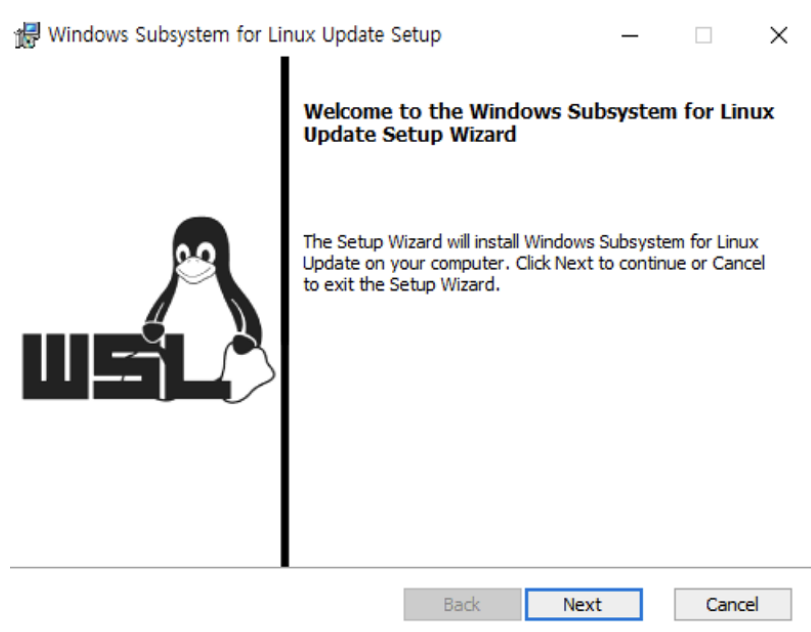 Windows Subsystem for Linux Update Setup
Welcome to the Windows Subsystem for Linux
Update Setup Wizard
The Setup Wizard will install Windows Subsystem for Linux
Update on your computer. Click Next to continue or Cancel
to exit the Setup Wizard.
WSL
Back Next Cancel